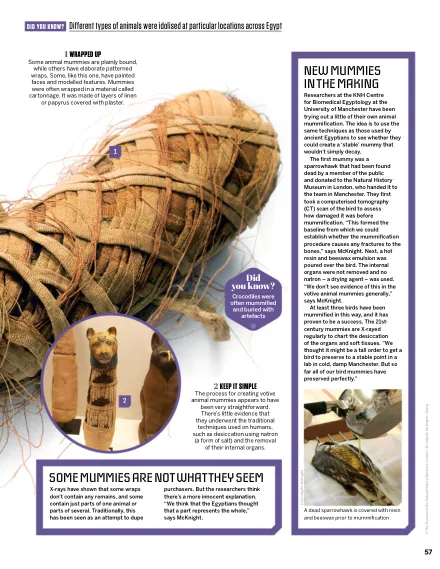 DID YOU KNOW? Different types of animals were idolised at particular locations across Egypt
1 WRAPPED UP
Some animal mummies are plainly bound,
while others have elaborate patterned
wraps. Some, like this one, have painted
faces and modelled features. Mummies
were often wrapped in a material called
cartonnage. It was made of layers of linen
or papyrus covered with plaster.
1
Did
you know?
Crocodiles were
often mummified
and buried with
artefacts
2
2 KEEP IT SIMPLE
The process for creating votive
animal mummies appears to have
been very straightforward.
There's little evidence that
they underwent the traditional
techniques used on humans,
such as desiccation using natron
(a form of salt) and the removal
of their internal organs.
SOME MUMMIES ARE NOT WHAT THEY SEEM
X-rays have shown that some wraps
don't contain any remains, and some
contain just parts of one animal or
parts of several. Traditionally, this
has been seen as an attempt to dupe
purchasers. But the researchers think
there's a more innocent explanation.
"We think that the Egyptians thought
that a part represents the whole,"
says McKnight.
NEW MUMMIES
IN THE MAKING
Researchers at the KNH Centre
for Biomedical Egyptology at the
University of Manchester have been
trying out a little of their own animal
mummification. The idea is to use the
same techniques as those used by
ancient Egyptians to see whether they
could create a 'stable' mummy that
wouldn't simply decay.
The first mummy was a
sparrowhawk that had been found
dead by a member of the public
and donated to the Natural History
Museum in London, who handed it to
the team in Manchester. They first
took a computerised tomography
(CT) scan of the bird to assess
how damaged it was before
mummification. "This formed the
baseline from which we could
establish whether the mummification
procedure causes any fractures to the
bones," says McKnight. Next, a hot
resin and beeswax emulsion was
poured over the bird. The internal
organs were not removed and no
natron – a drying agent – was used.
"We don't see evidence of this in the
votive animal mummies generally,"
says McKnight.
At least three birds have been
mummified in this way, and it has
proven to be a success. The 21st-
century mummies are X-rayed
regularly to chart the desiccation
of the organs and soft tissues. "We
thought it might be a tall order to get a
bird to preserve to a stable point in a
lab in cold, damp Manchester. But so
far all of our bird mummies have
preserved perfectly."
A dead sparrowhawk is covered with resin
and beeswax prior to mummification
57